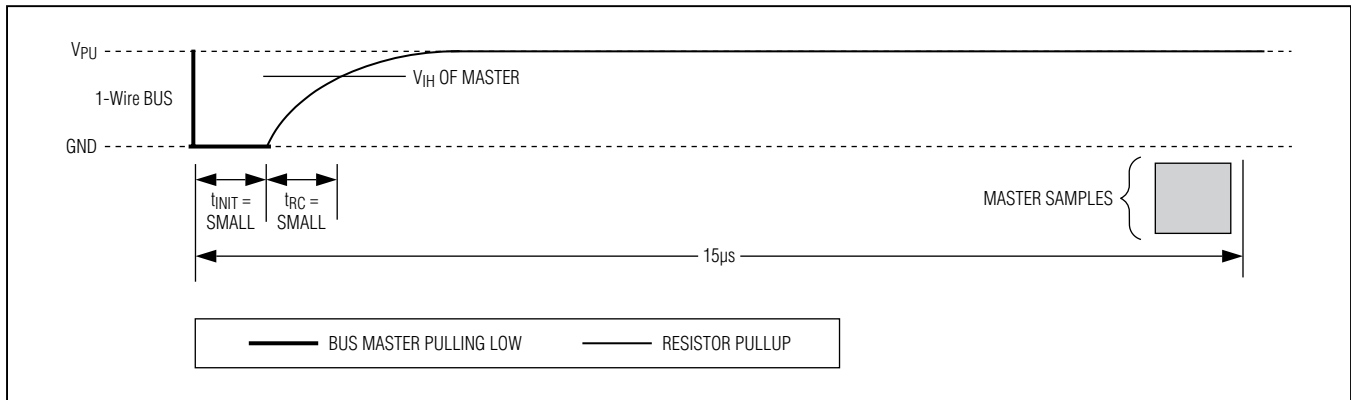 VPU
1-Wire BUS
GND
VIH OF MASTER
tINIT =
SMALL
tRC =
SMALL
MASTER SAMPLES
15µs
BUS MASTER PULLING LOW
RESISTOR PULLUP